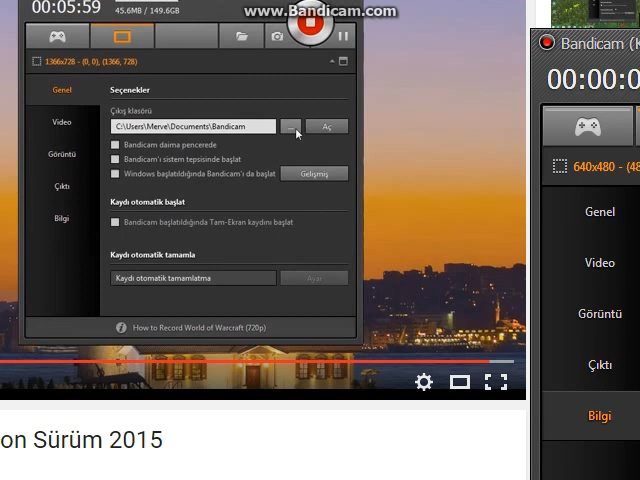 www.Bandicam.com
00:05:59
45.6MB / 149.6GB
1366x728 - (0, 0), (1366, 728)
Genel
Video
Görüntü
Çıktı
Bilgi
Seçenekler
Çıkış klasörü
C:\Users\Merve\Documents\Bandicam
...
Aç
Bandicam daima pencerede
Bandicam'ı sistem tepsisinde başlat
Windows başlatıldığında Bandicam'ı da başlat
Gelişmiş
Kaydı otomatik başlat
Bandicam başlatıldığında Tam-Ekran kaydını başlat
Kaydı otomatik tamamla
Kaydı otomatik tamamlatma
Ayar
How to Record World of Warcraft (720p)
on Sürüm 2015
Bandicam (K
00:00:0
640x480 - (48
Genel
Video
Görüntü
Çıktı
Bilgi